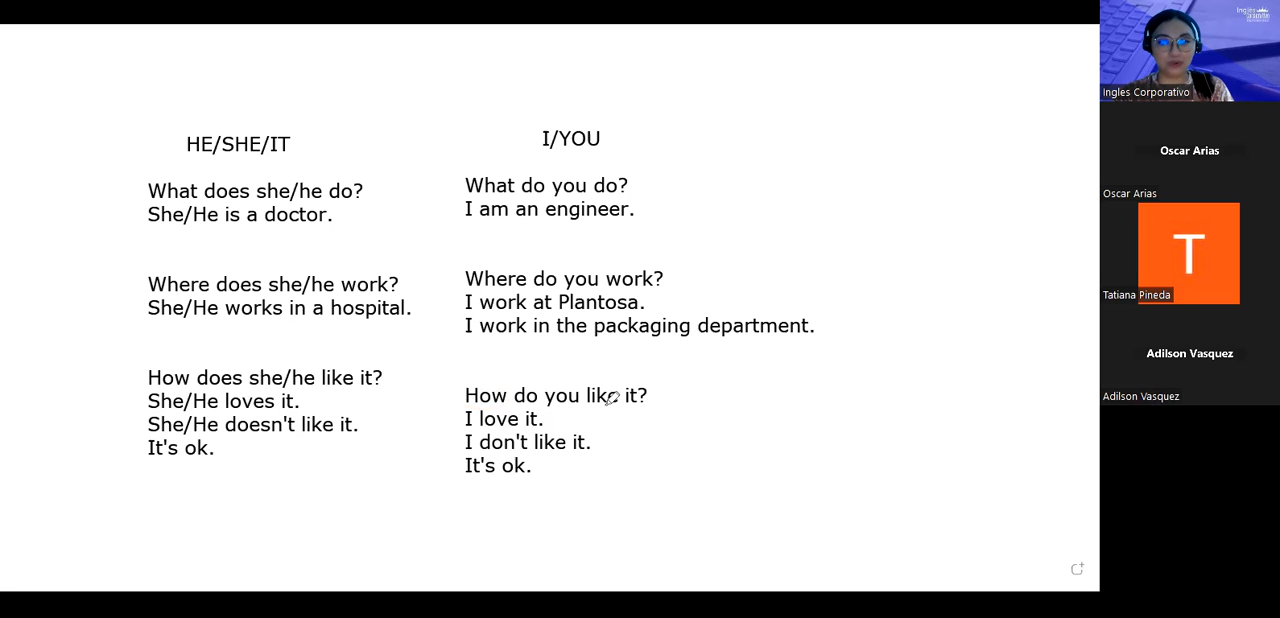 HE/SHE/IT
What does she/he do?
She/He is a doctor.
Where does she/he work?
She/He works in a hospital.
How does she/he like it?
She/He loves it.
She/He doesn't like it.
It's ok.
I/YOU
What do you do?
I am an engineer.
Where do you work?
I work at Plantosa.
I work in the packaging department.
How do you like it?
I love it.
I don't like it.
It's ok.
Ingles
Ingles Corporativo
Oscar Arias
Oscar Arias
T
Tatiana Pineda
Adilson Vasquez
Adilson Vasquez